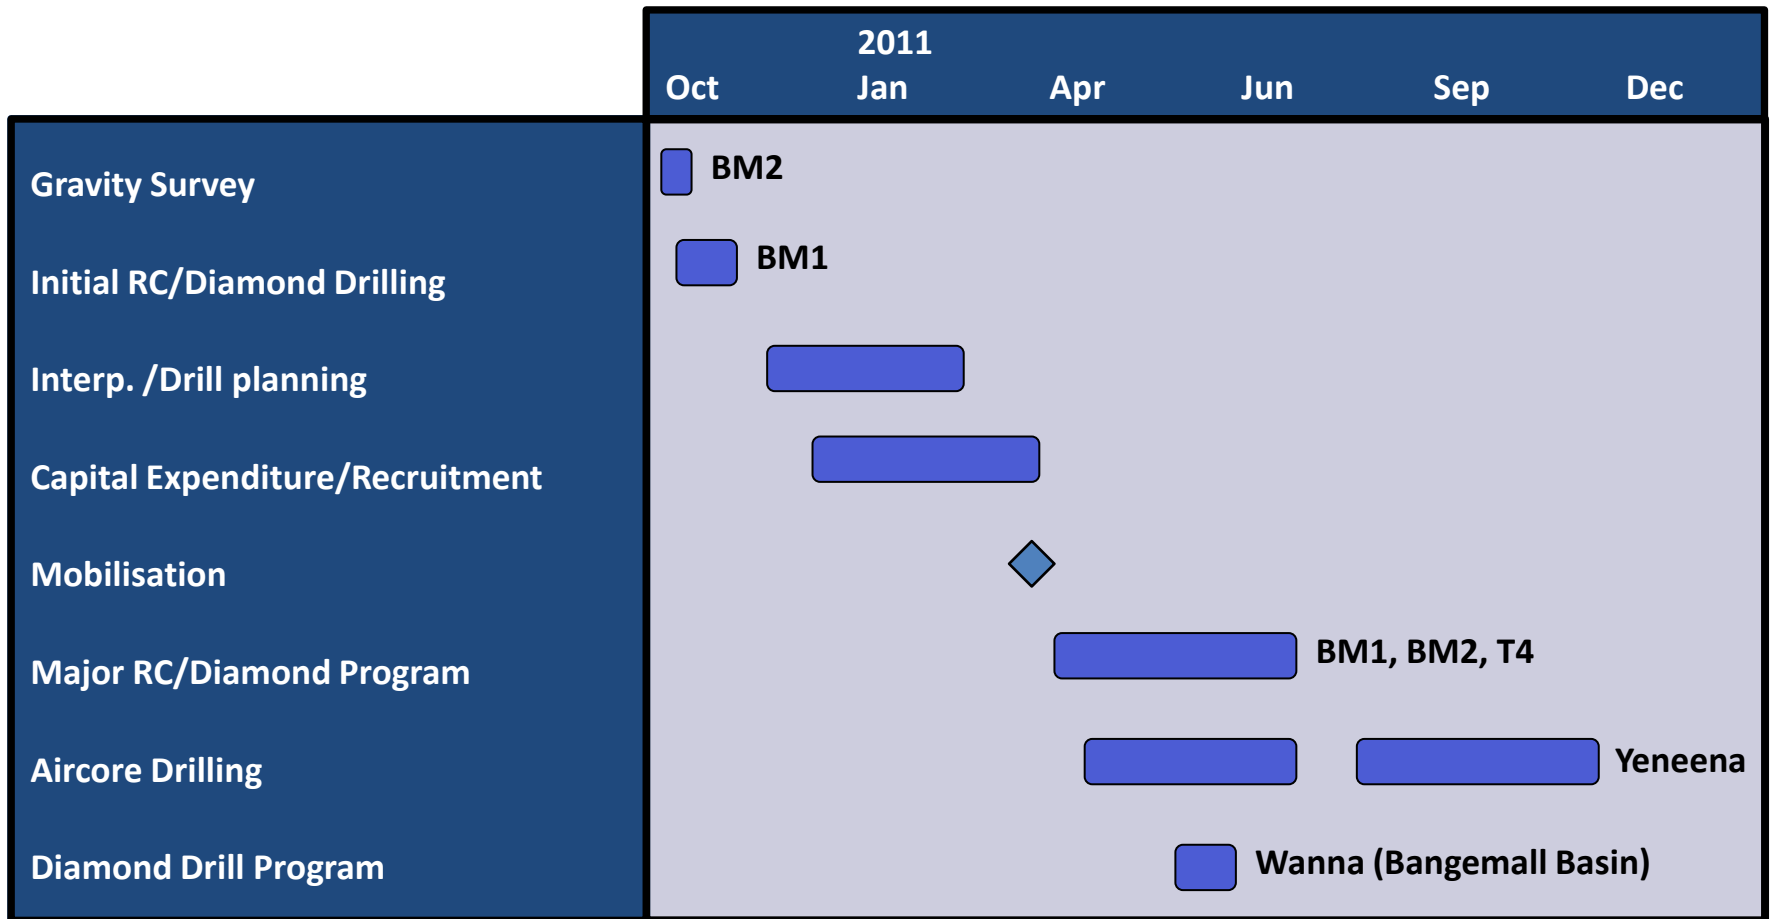 2011
Oct Jan Apr Jun Sep Dec
Gravity Survey BM2
Initial RC/Diamond Drilling BM1
Interp. /Drill planning
Capital Expenditure/Recruitment
Mobilisation
Major RC/Diamond Program BM1, BM2, T4
Aircore Drilling Yeneena
Diamond Drill Program Wanna (Bangemall Basin)